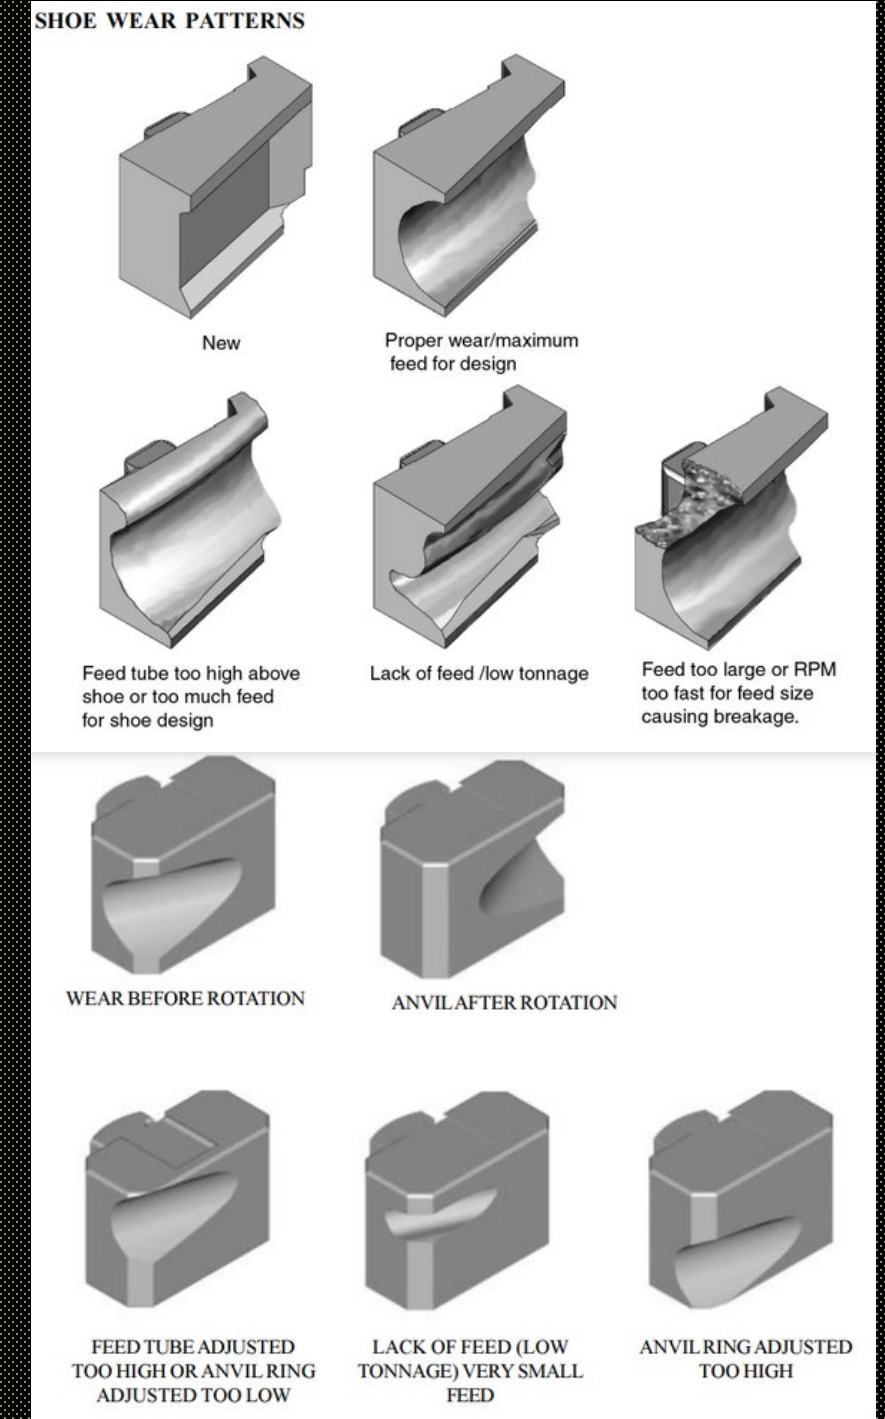 SHOE WEAR PATTERNS
New
Proper wear/maximum
feed for design
Feed tube too high above
shoe or too much feed
for shoe design
Lack of feed /low tonnage
Feed too large or RPM
too fast for feed size
causing breakage.
WEAR BEFORE ROTATION
ANVIL AFTER ROTATION
FEED TUBE ADJUSTED
TOO HIGH OR ANVIL RING
ADJUSTED TOO LOW
LACK OF FEED (LOW
TONNAGE) VERY SMALL
FEED
ANVIL RING ADJUSTED
TOO HIGH